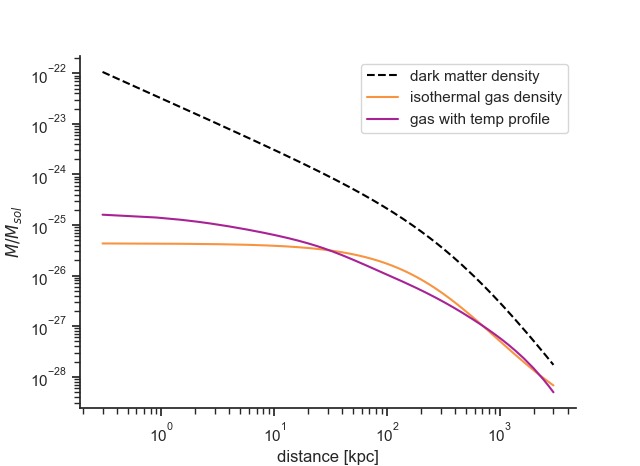 dark matter density
isothermal gas density
gas with temp profile
M/M_sol
10^−22
10^−23
10^−24
10^−25
10^−26
10^−27
10^−28
10^0 10^1 10^2 10^3
distance [kpc]